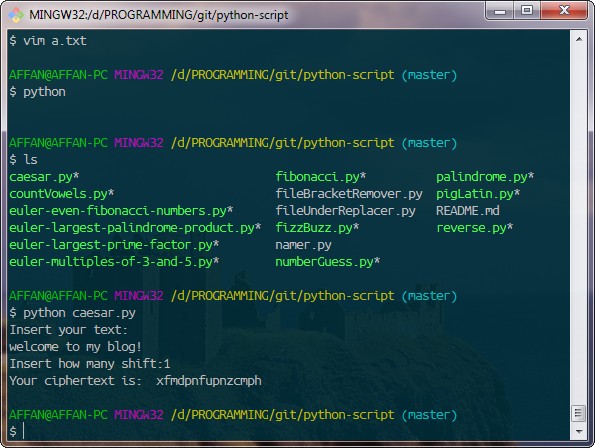 MINGW32:/d/PROGRAMMING/git/python-script
$ vim a.txt
AFFAN@AFFAN-PC MINGW32 /d/PROGRAMMING/git/python-script (master)
$ python
AFFAN@AFFAN-PC MINGW32 /d/PROGRAMMING/git/python-script (master)
$ ls
caesar.py* fibonacci.py* palindrome.py*
countVowels.py* fileBracketRemover.py pigLatin.py*
euler-even-fibonacci-numbers.py* fileUnderReplacer.py README.md
euler-largest-palindrome-product.py* fizzBuzz.py* reverse.py*
euler-largest-prime-factor.py* namer.py
euler-multiples-of-3-and-5.py* numberGuess.py*
AFFAN@AFFAN-PC MINGW32 /d/PROGRAMMING/git/python-script (master)
$ python caesar.py
Insert your text:
welcome to my blog!
Insert how many shift:1
Your ciphertext is:  xfmdpnfupnzcmph
AFFAN@AFFAN-PC MINGW32 /d/PROGRAMMING/git/python-script (master)
$